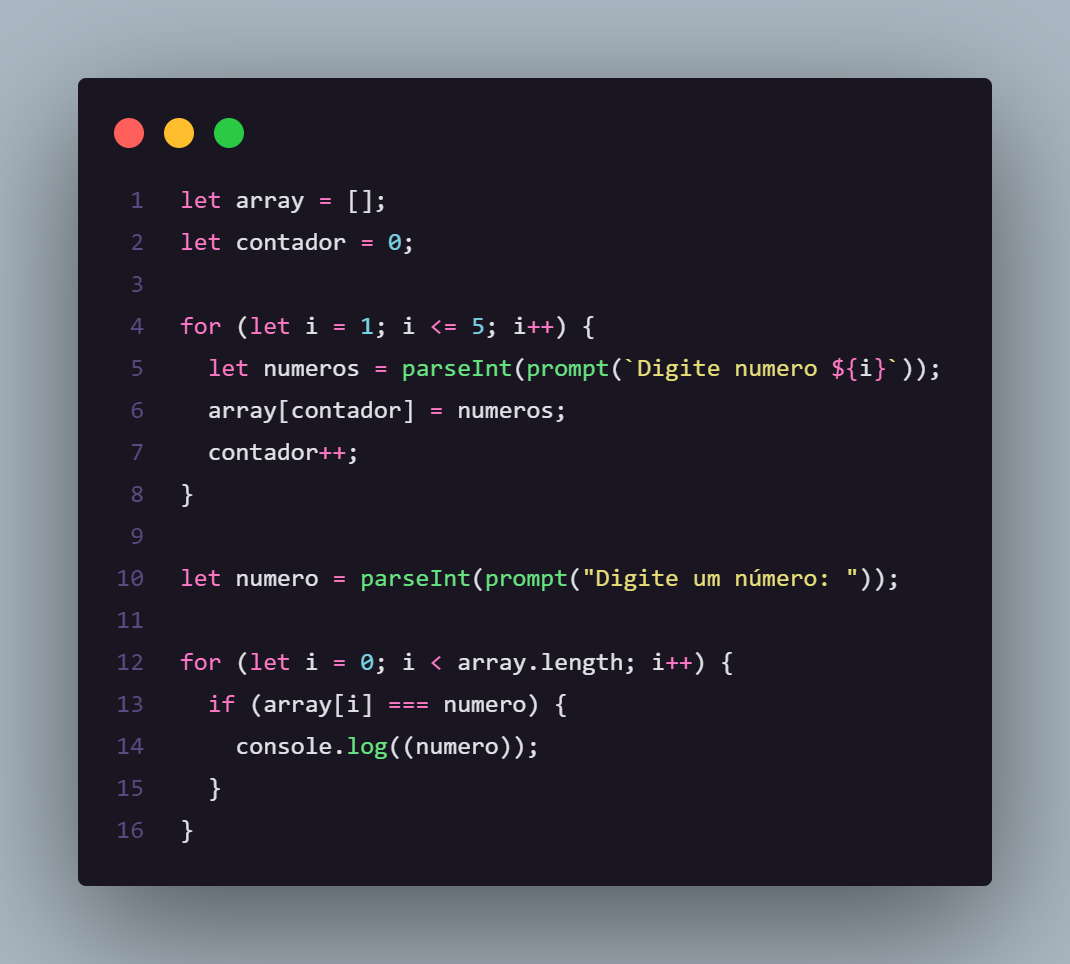 1 let array = [];
2 let contador = 0;
3
4 for (let i = 1; i <= 5; i++) {
5   let numeros = parseInt(prompt(`Digite numero ${i}`));
6   array[contador] = numeros;
7   contador++;
8 }
9
10 let numero = parseInt(prompt("Digite um número: "));
11
12 for (let i = 0; i < array.length; i++) {
13   if (array[i] === numero) {
14     console.log((numero));
15   }
16 }